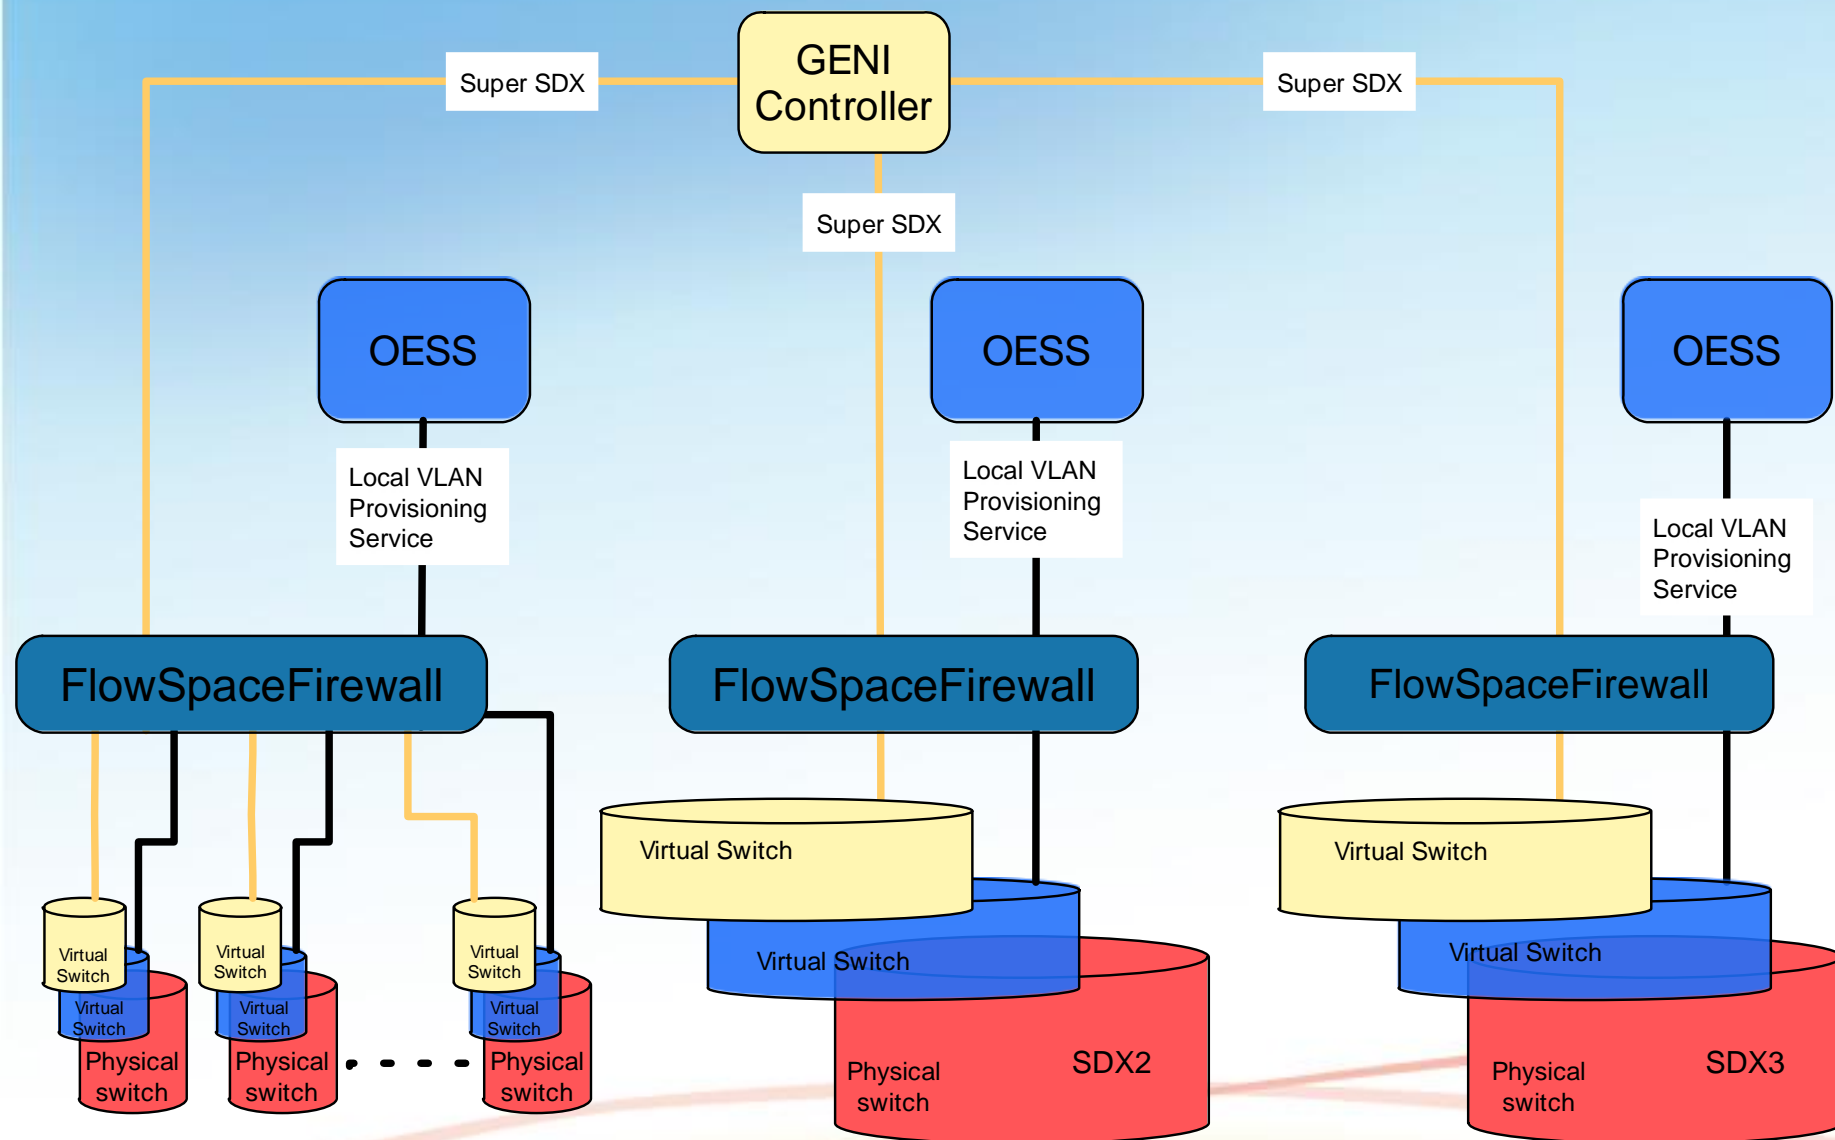 GENI
Controller
Super SDX
Super SDX
Super SDX
OESS
OESS
OESS
Local VLAN
Provisioning
Service
Local VLAN
Provisioning
Service
Local VLAN
Provisioning
Service
FlowSpaceFirewall
FlowSpaceFirewall
FlowSpaceFirewall
Virtual
Switch
Virtual
Switch
Physical
switch
Virtual
Switch
Virtual
Switch
Physical
switch
Virtual
Switch
Virtual
Switch
Physical
switch
Virtual Switch
Virtual Switch
Physical
switch
SDX2
Virtual Switch
Virtual Switch
Physical
switch
SDX3